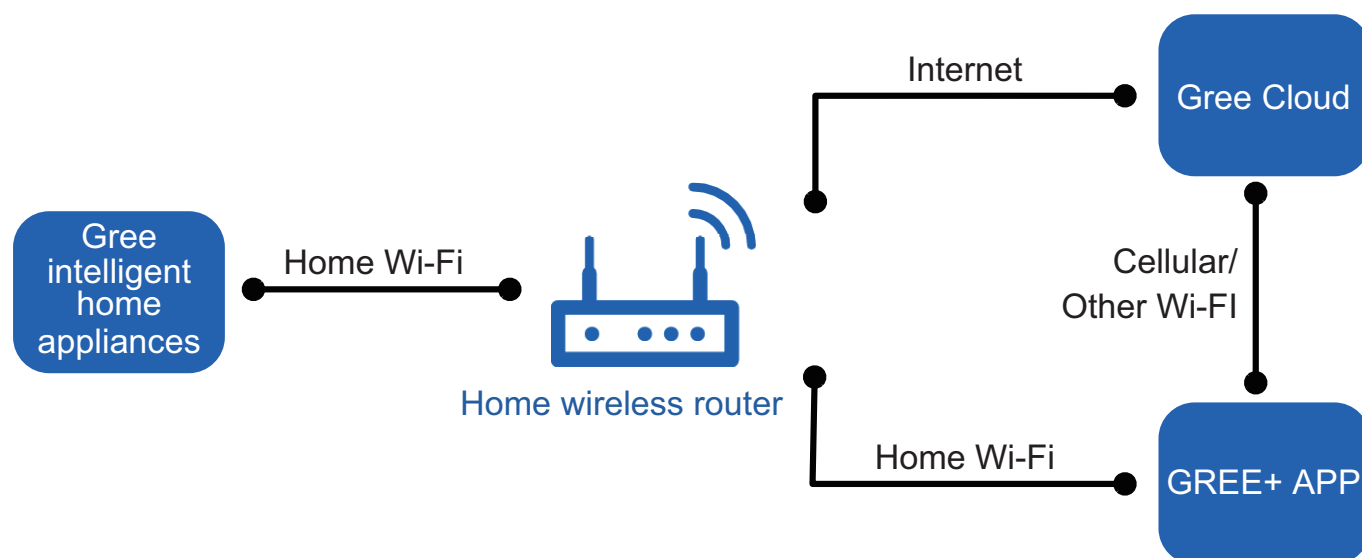 Internet
Gree Cloud
Gree
intelligent
home
appliances
Home Wi-Fi
Cellular/
Other Wi-FI
Home wireless router
Home Wi-Fi
GREE+ APP